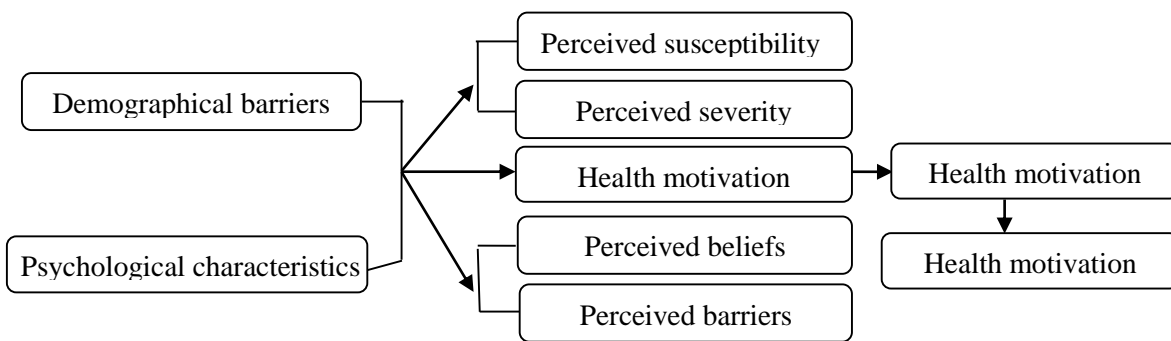 Demographical barriers
Psychological characteristics
Perceived susceptibility
Perceived severity
Health motivation
Perceived beliefs
Perceived barriers
Health motivation
Health motivation